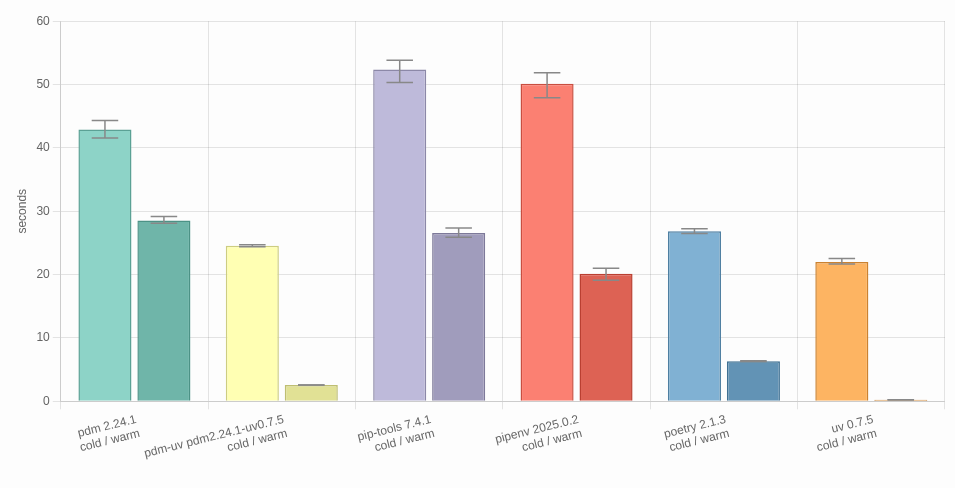 60
50
40
30
20
10
0
seconds
pdm 2.24.1
cold / warm
pdm-uv pdm2.24.1-uv0.7.5
cold / warm
pip-tools 7.4.1
cold / warm
pipenv 2025.0.2
cold / warm
poetry 2.1.3
cold / warm
uv 0.7.5
cold / warm